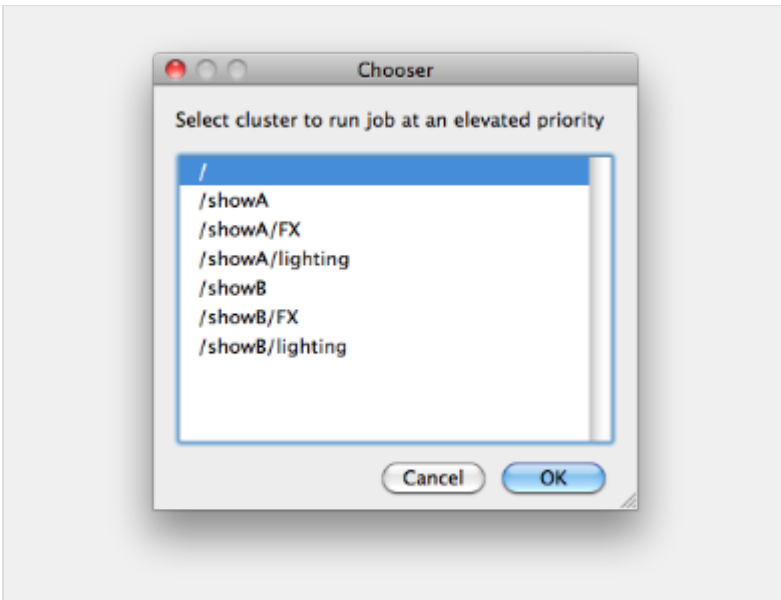 Chooser
Select cluster to run job at an elevated priority
/
/showA
/showA/FX
/showA/lighting
/showB
/showB/FX
/showB/lighting
Cancel OK